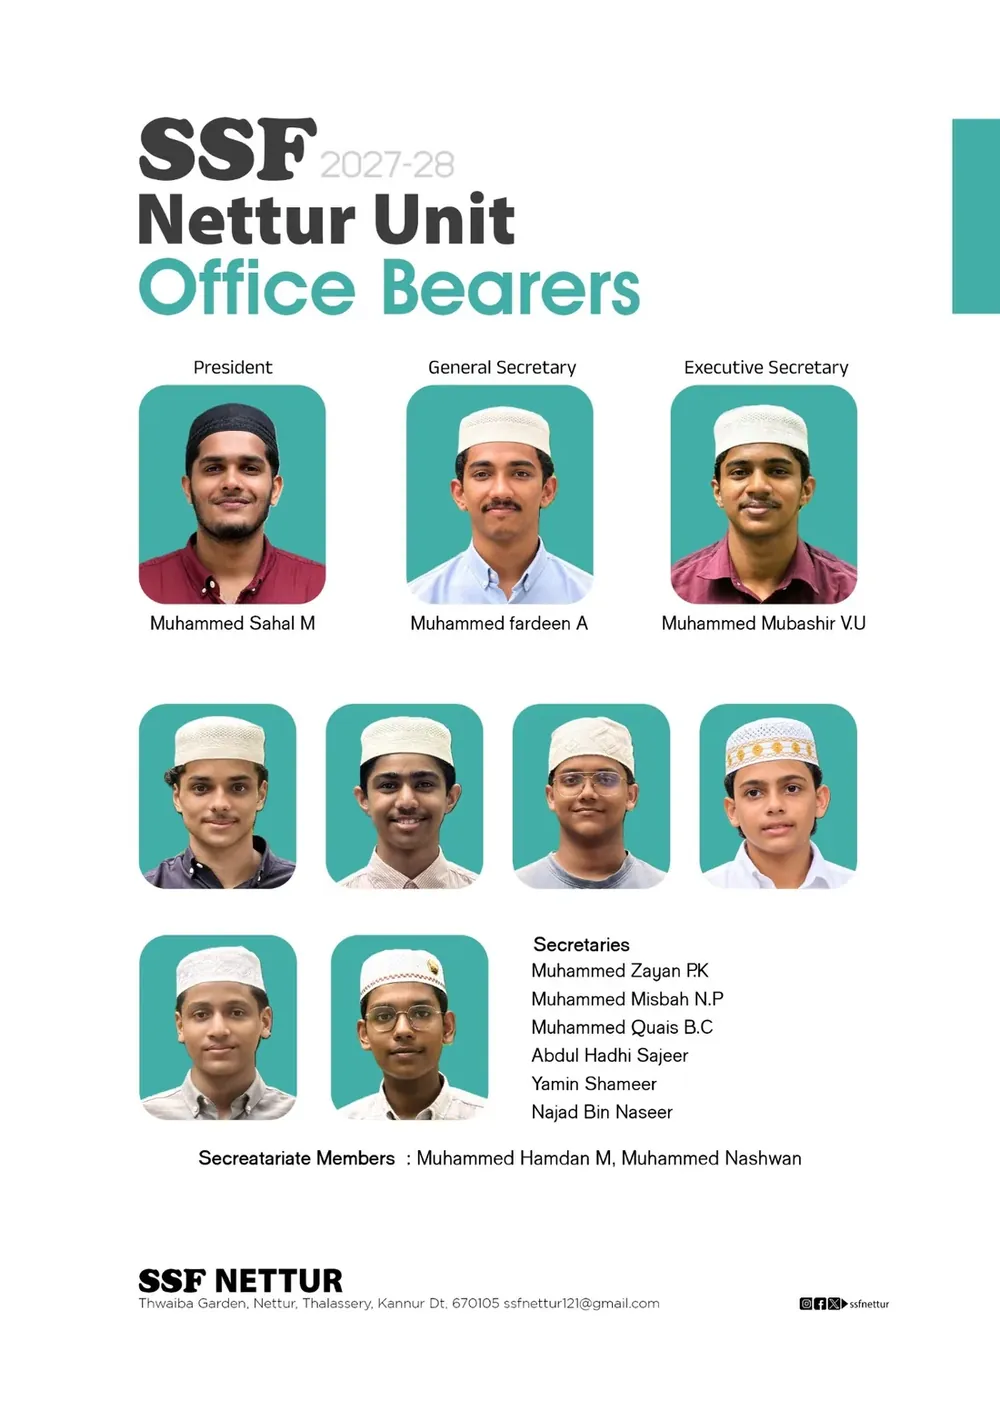 SSF 2027-28
Nettur Unit
Office Bearers
President
General Secretary
Executive Secretary
Muhammed Sahal M
Muhammed fardeen A
Muhammed Mubashir V.U
Secretaries
Muhammed Zayan P.K
Muhammed Misbah N.P
Muhammed Quais B.C
Abdul Hadhi Sajeer
Yamin Shameer
Najad Bin Naseer
Secreatariate Members : Muhammed Hamdan M, Muhammed Nashwan
SSF NETTUR
Thwaiba Garden, Nettur, Thalassery, Kannur Dt, 670105 ssfnettur121@gmail.com
ssfnettur